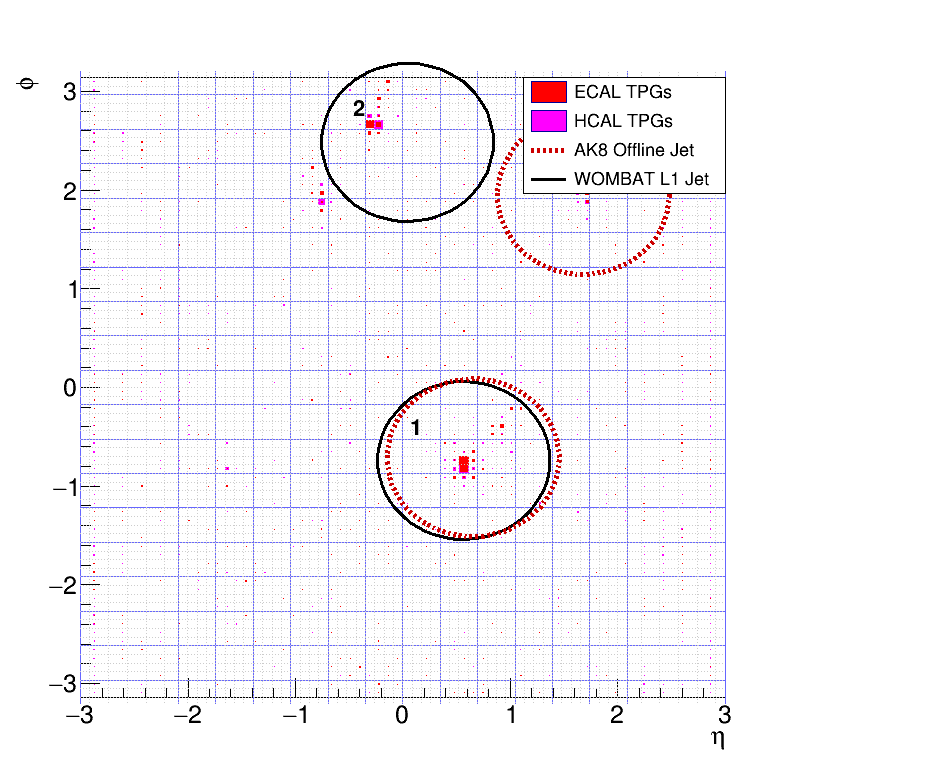 ϕ
3
2
1
0
−1
−2
−3
2
1
ECAL TPGs
HCAL TPGs
AK8 Offline Jet
WOMBAT L1 Jet
−3 −2 −1 0 1 2 3
η